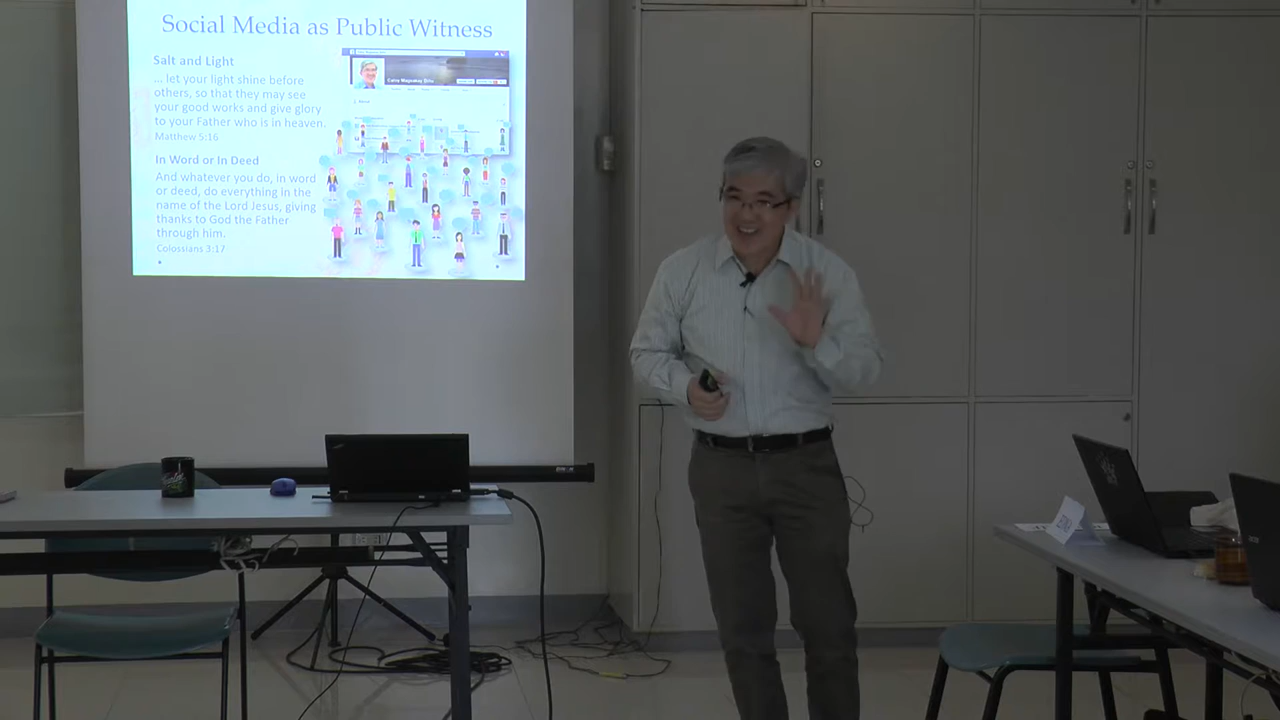 Social Media as Public Witness
Salt and Light
... let your light shine before
others, so that they may see
your good works and give glory
to your Father who is in heaven.
Matthew 5:16
In Word or In Deed
And whatever you do, in word
or deed, do everything in the
name of the Lord Jesus, giving
thanks to God the Father
through him.
Colossians 3:17